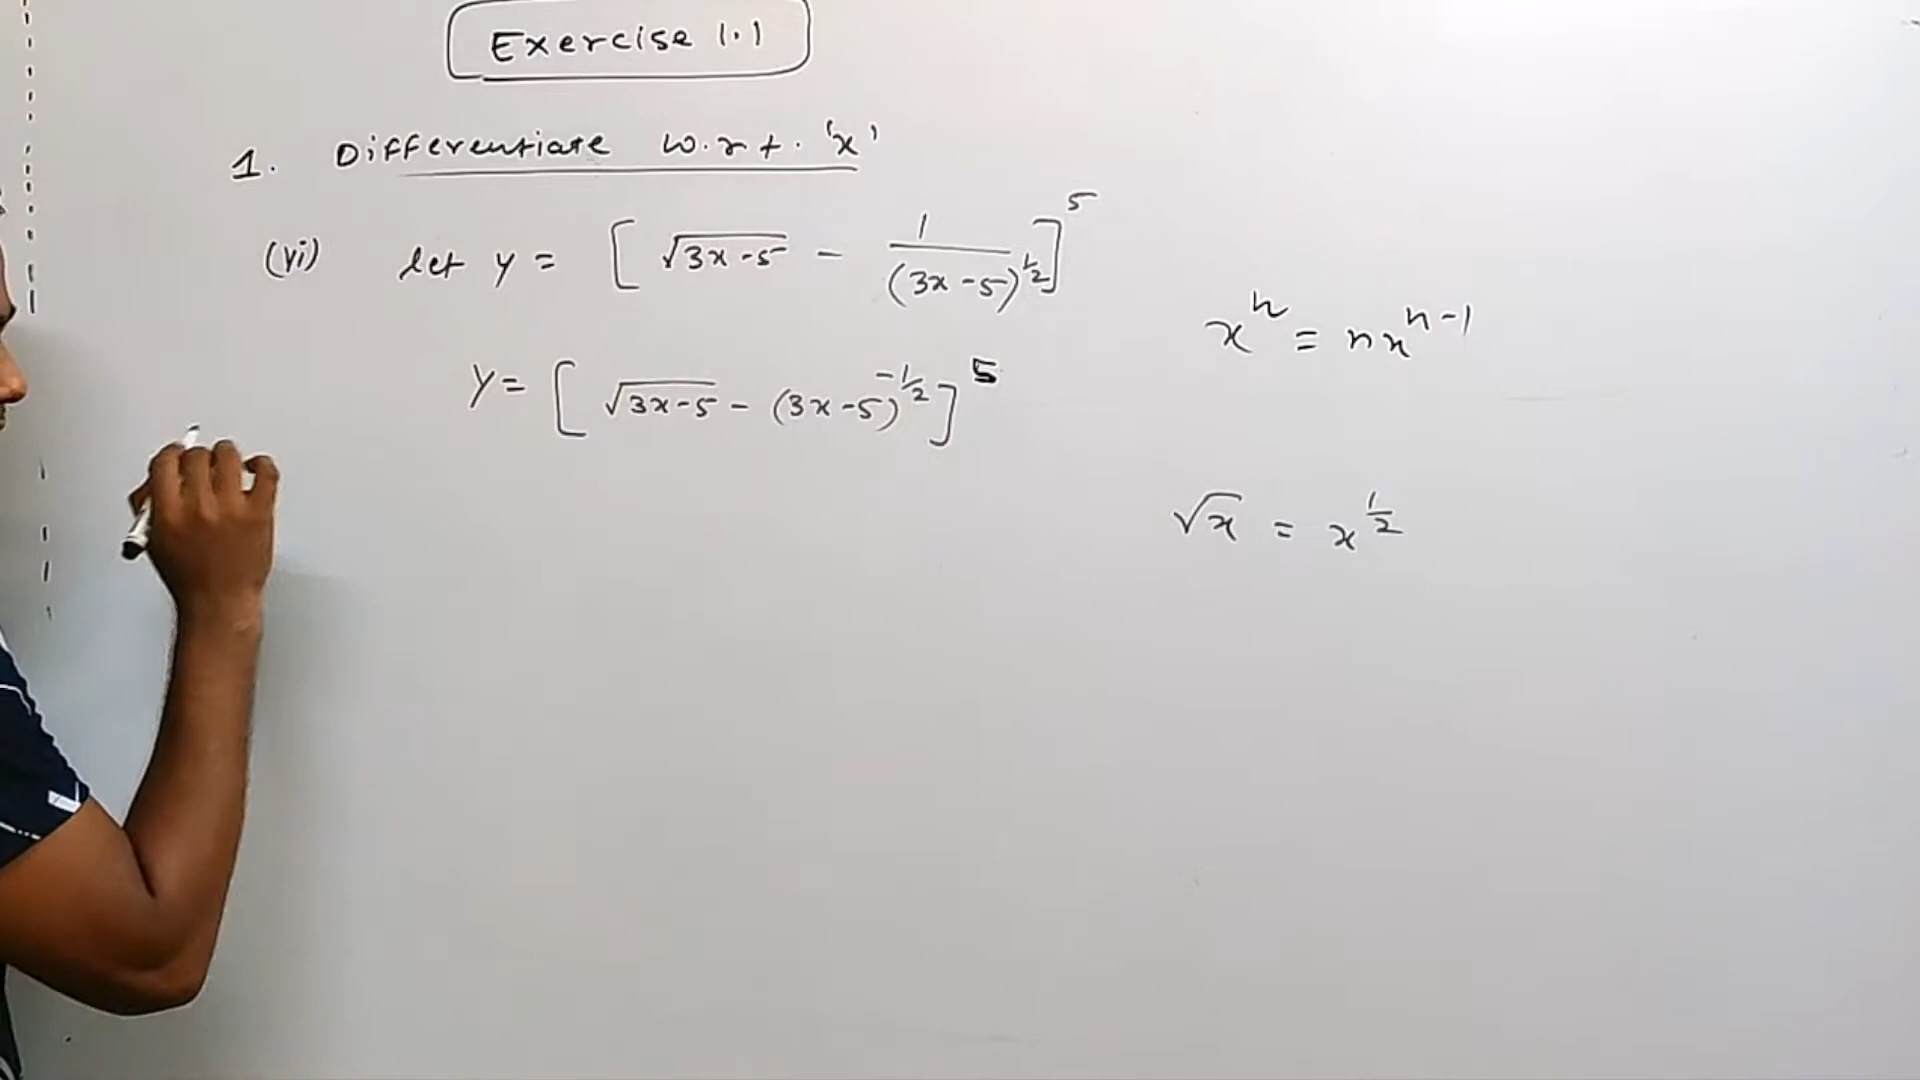 Exercise 1.1
1. Differentiate w.r.t. 'x'
(vi) let y = [ √3x-5 - 1/(3x-5)^1/2 ]^5
x^n = nx^n-1
y = [ √3x-5 - (3x-5)^-1/2 ]^5
√x = x^1/2